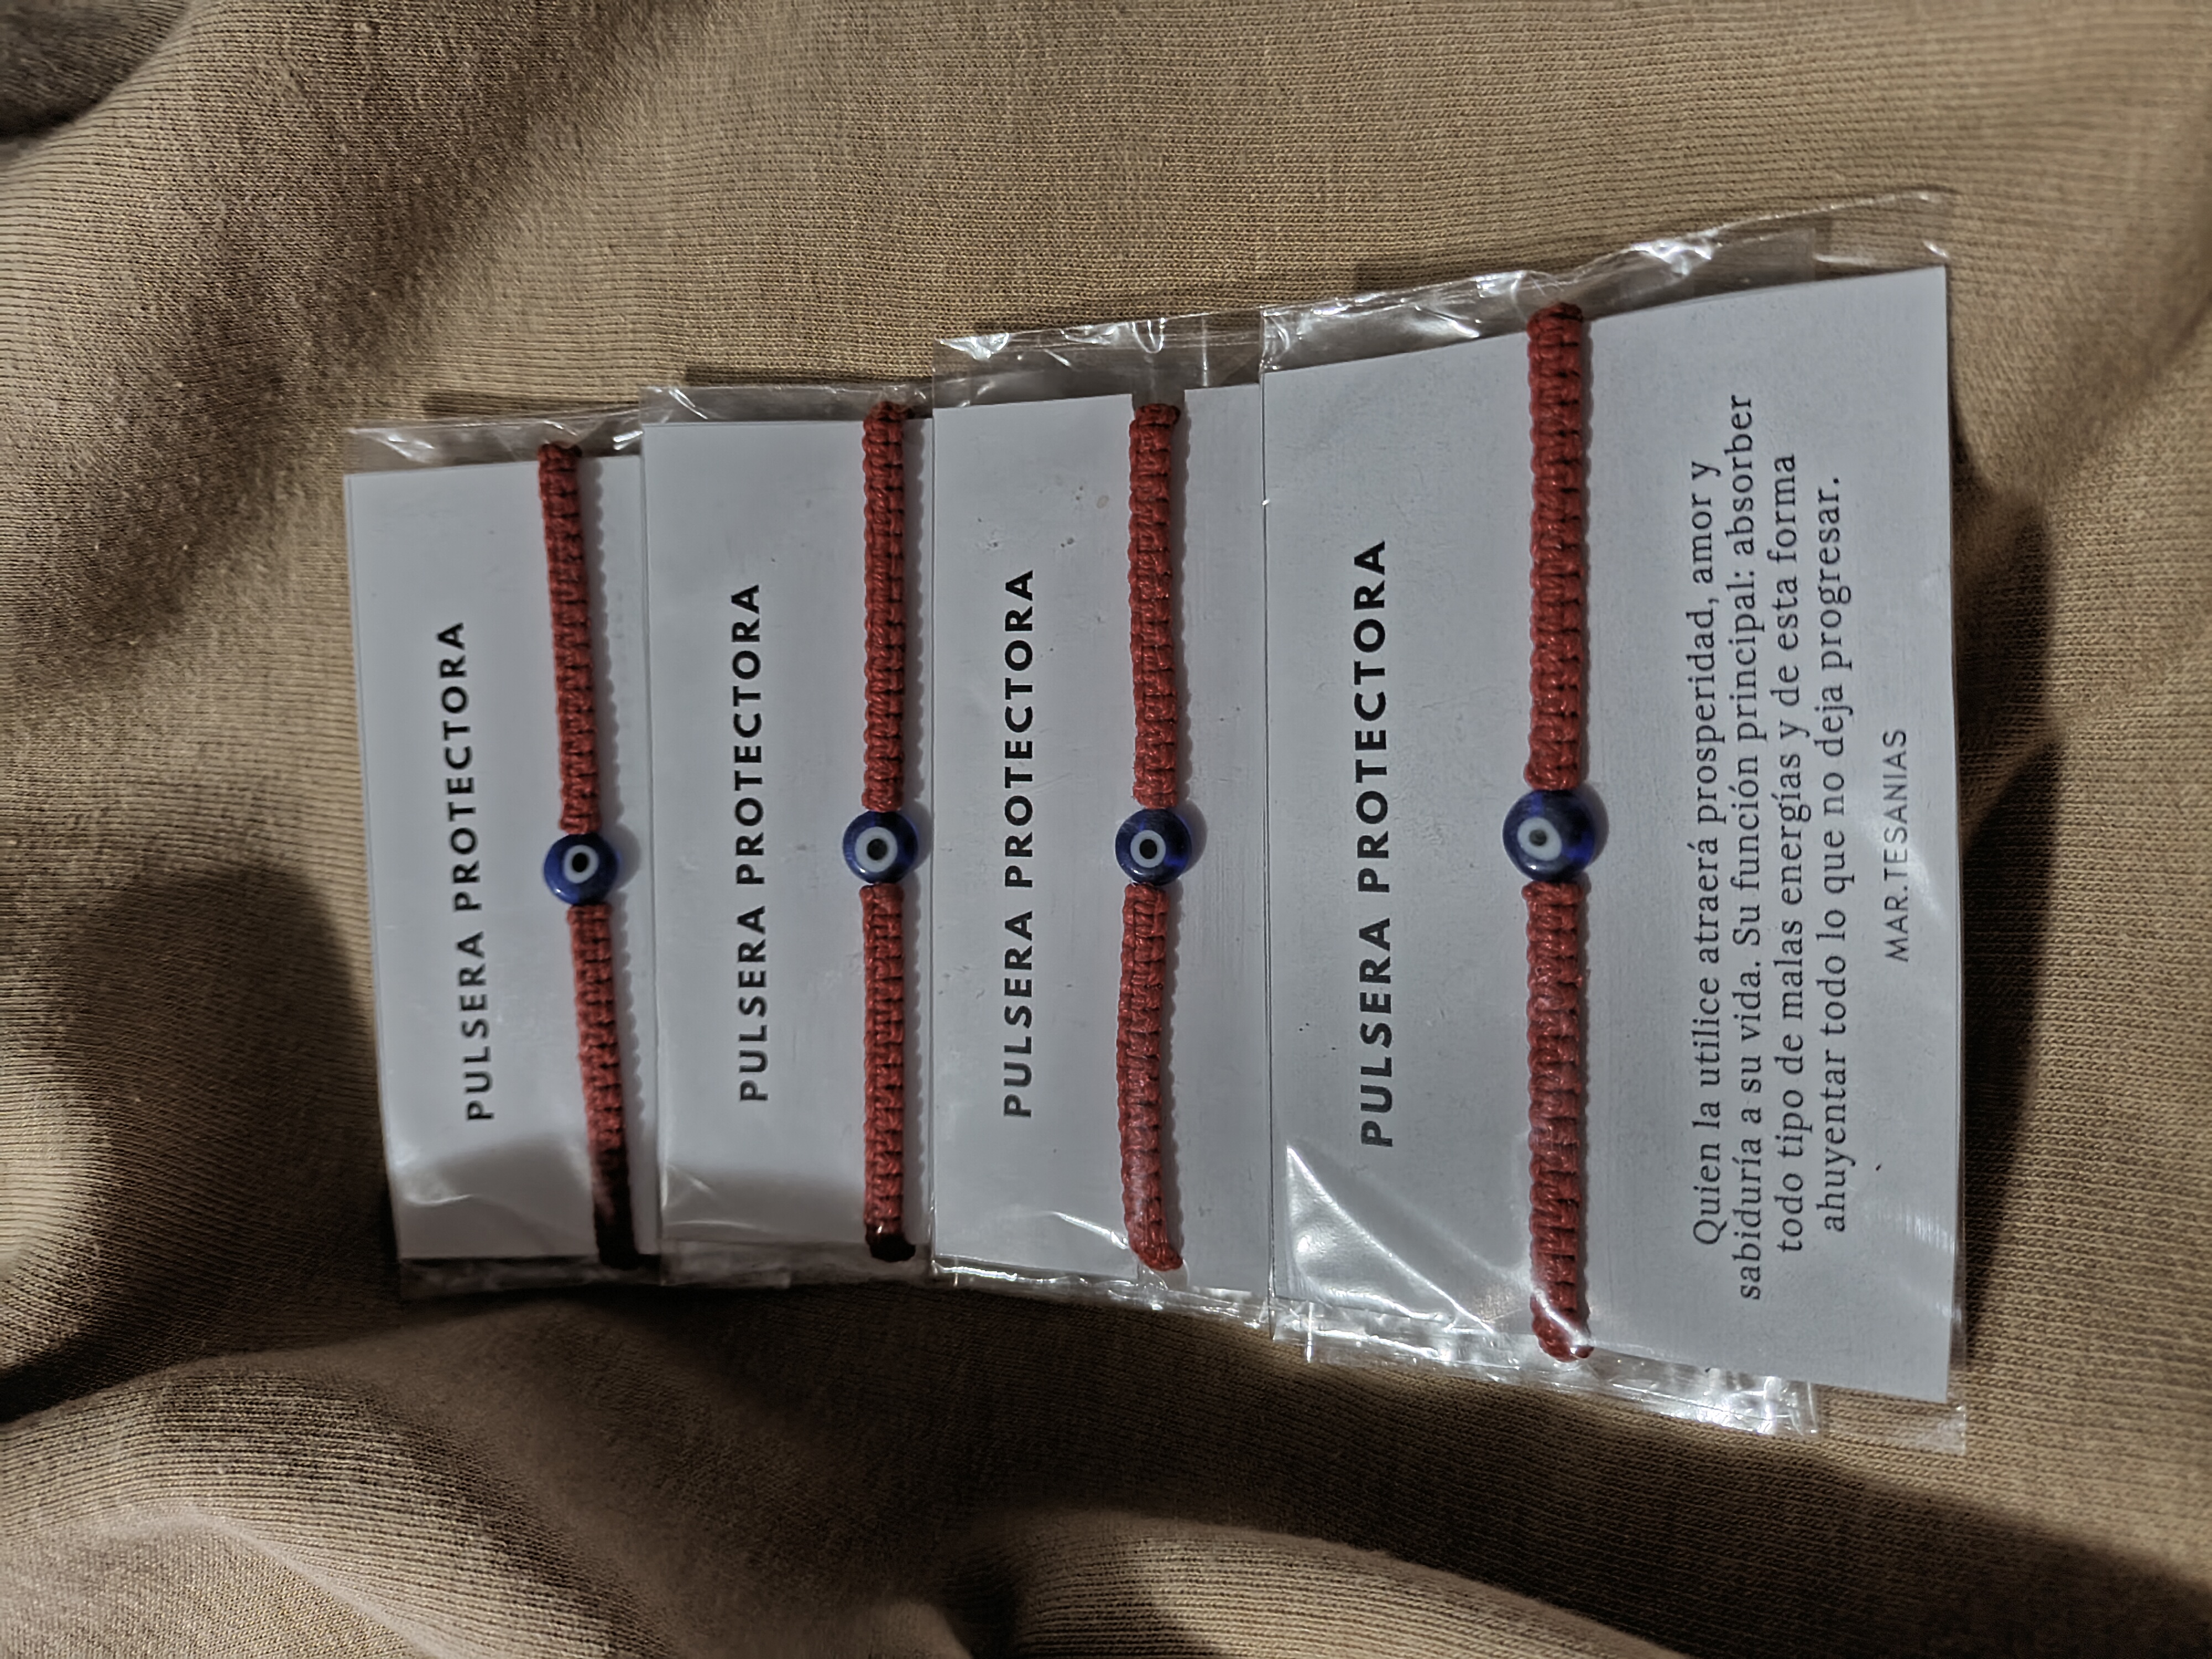 PULSERA PROTECTORA
PULSERA PROTECTORA
PULSERA PROTECTORA
PULSERA PROTECTORA
Quien la utilice atraerá prosperidad, amor y
sabiduría a su vida. Su función principal: absorber
todo tipo de malas energías y de esta forma
ahuyentar todo lo que no deja progresar.
MAR.TESANIAS